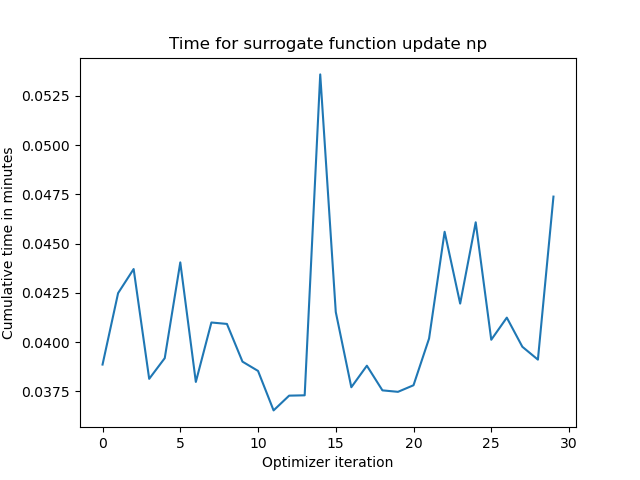 Time for surrogate function update np
Cumulative time in minutes
0.0525
0.0500
0.0475
0.0450
0.0425
0.0400
0.0375
0 5 10 15 20 25 30
Optimizer iteration